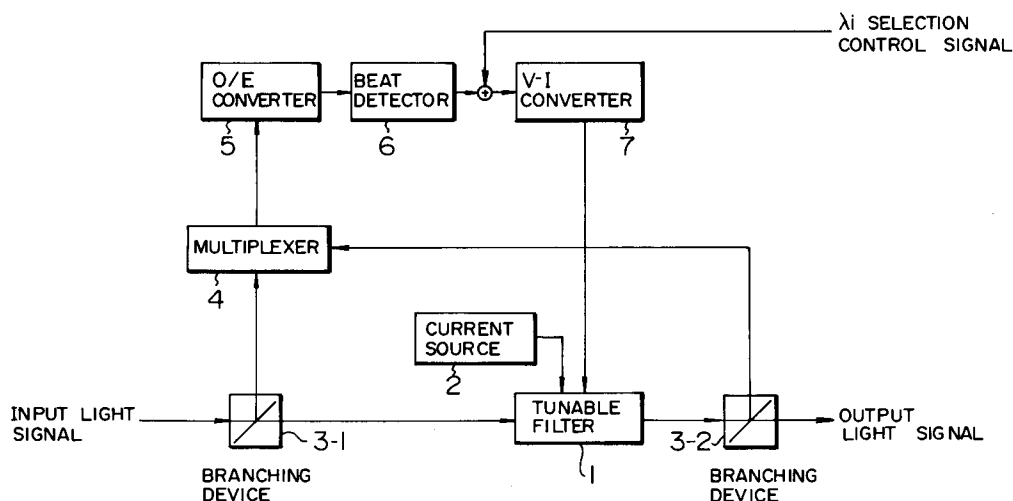 λi SELECTION
CONTROL SIGNAL
O/E
CONVERTER
5
BEAT
DETECTOR
6
V-I
CONVERTER
7
MULTIPLEXER
4
CURRENT
SOURCE
2
INPUT LIGHT
SIGNAL
3-1
BRANCHING
DEVICE
TUNABLE
FILTER
1
3-2
BRANCHING
DEVICE
OUTPUT
LIGHT SIGNAL